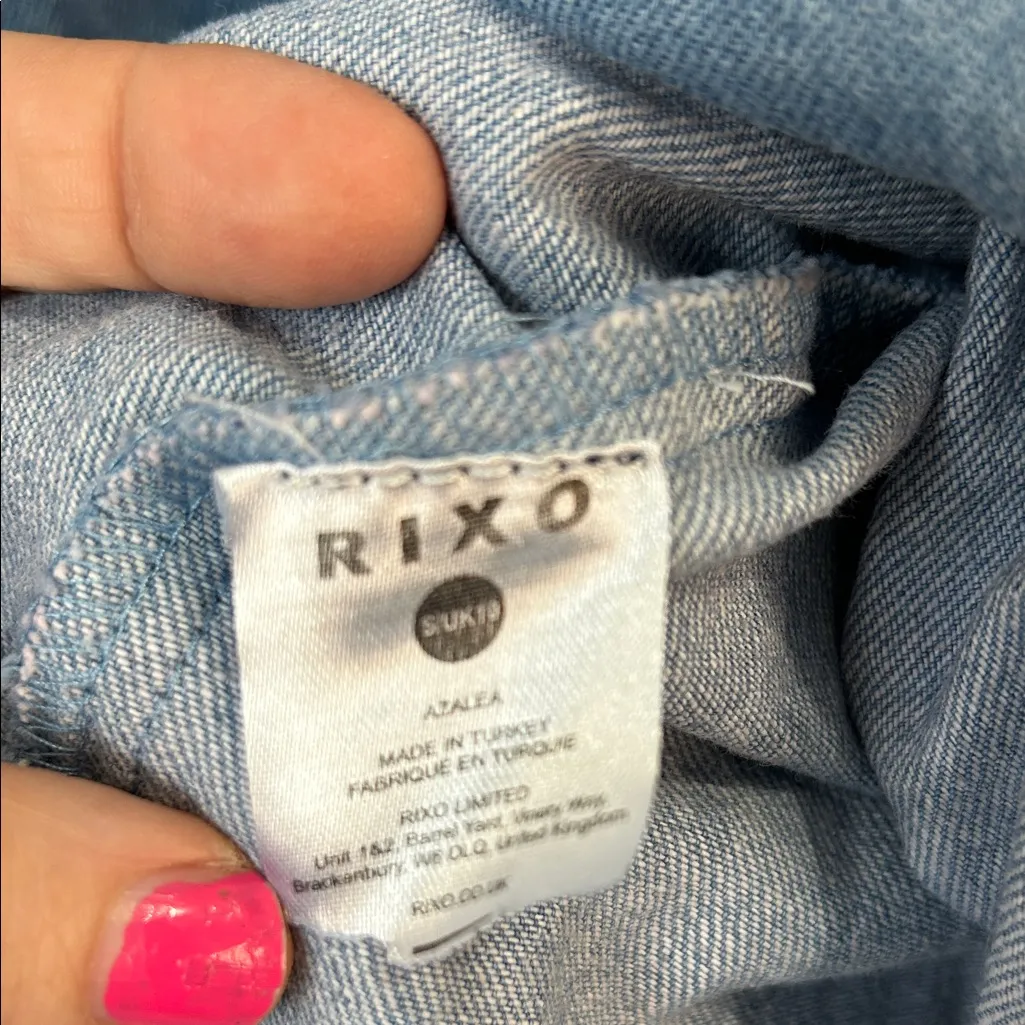 RIXO
S/UK10
AZALEA
MADE IN TURKEY
FABRIQUE EN TURQUIE
RIXO LIMITED
Unit 1&2, Barrel Yard, Vinery Way,
Brackenbury, W6 0LQ, United Kingdom
RIXO.CO.UK